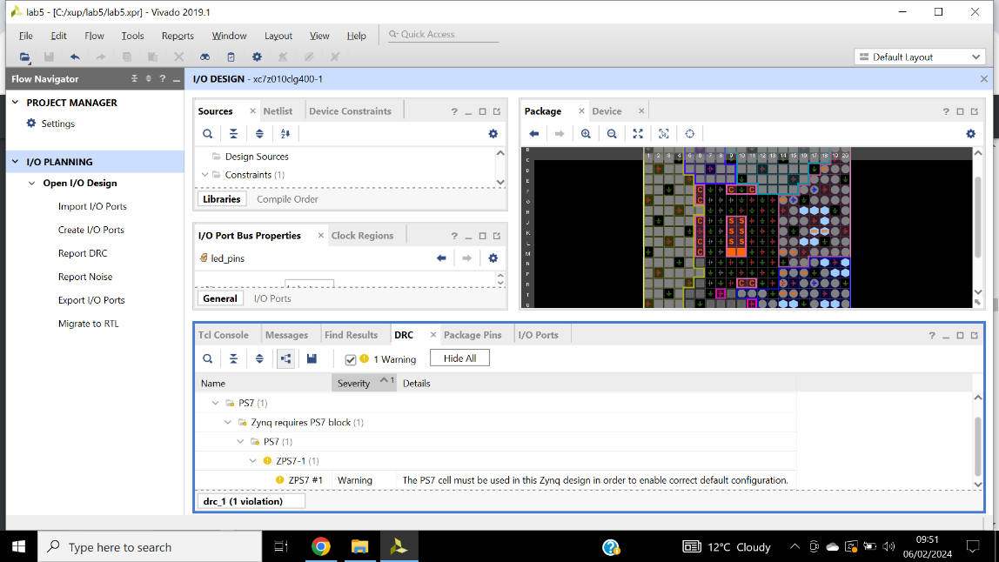 lab5 - [C:/xup/lab5/lab5.xpr] - Vivado 2019.1
File Edit Flow Tools Reports Window Layout View Help Quick Access
Default Layout
Flow Navigator
PROJECT MANAGER
Settings
I/O PLANNING
Open I/O Design
Import I/O Ports
Create I/O Ports
Report DRC
Report Noise
Export I/O Ports
Migrate to RTL
I/O DESIGN - xc7z010clg400-1
Sources Netlist Device Constraints
Design Sources
Constraints (1)
Libraries Compile Order
I/O Port Bus Properties Clock Regions
led_pins
General I/O Ports
Package Device
1 2 3 4 5 6 7 8 9 10 11 12 13 14 15 16 17 18 19 20
Tcl Console Messages Find Results DRC Package Pins I/O Ports
1 Warning Hide All
Name Severity 1 Details
PS7 (1)
Zynq requires PS7 block (1)
PS7 (1)
ZPS7-1 (1)
ZPS7 #1 Warning The PS7 cell must be used in this Zynq design in order to enable correct default configuration.
drc_1 (1 violation)
Type here to search
12°C Cloudy
09:51
06/02/2024